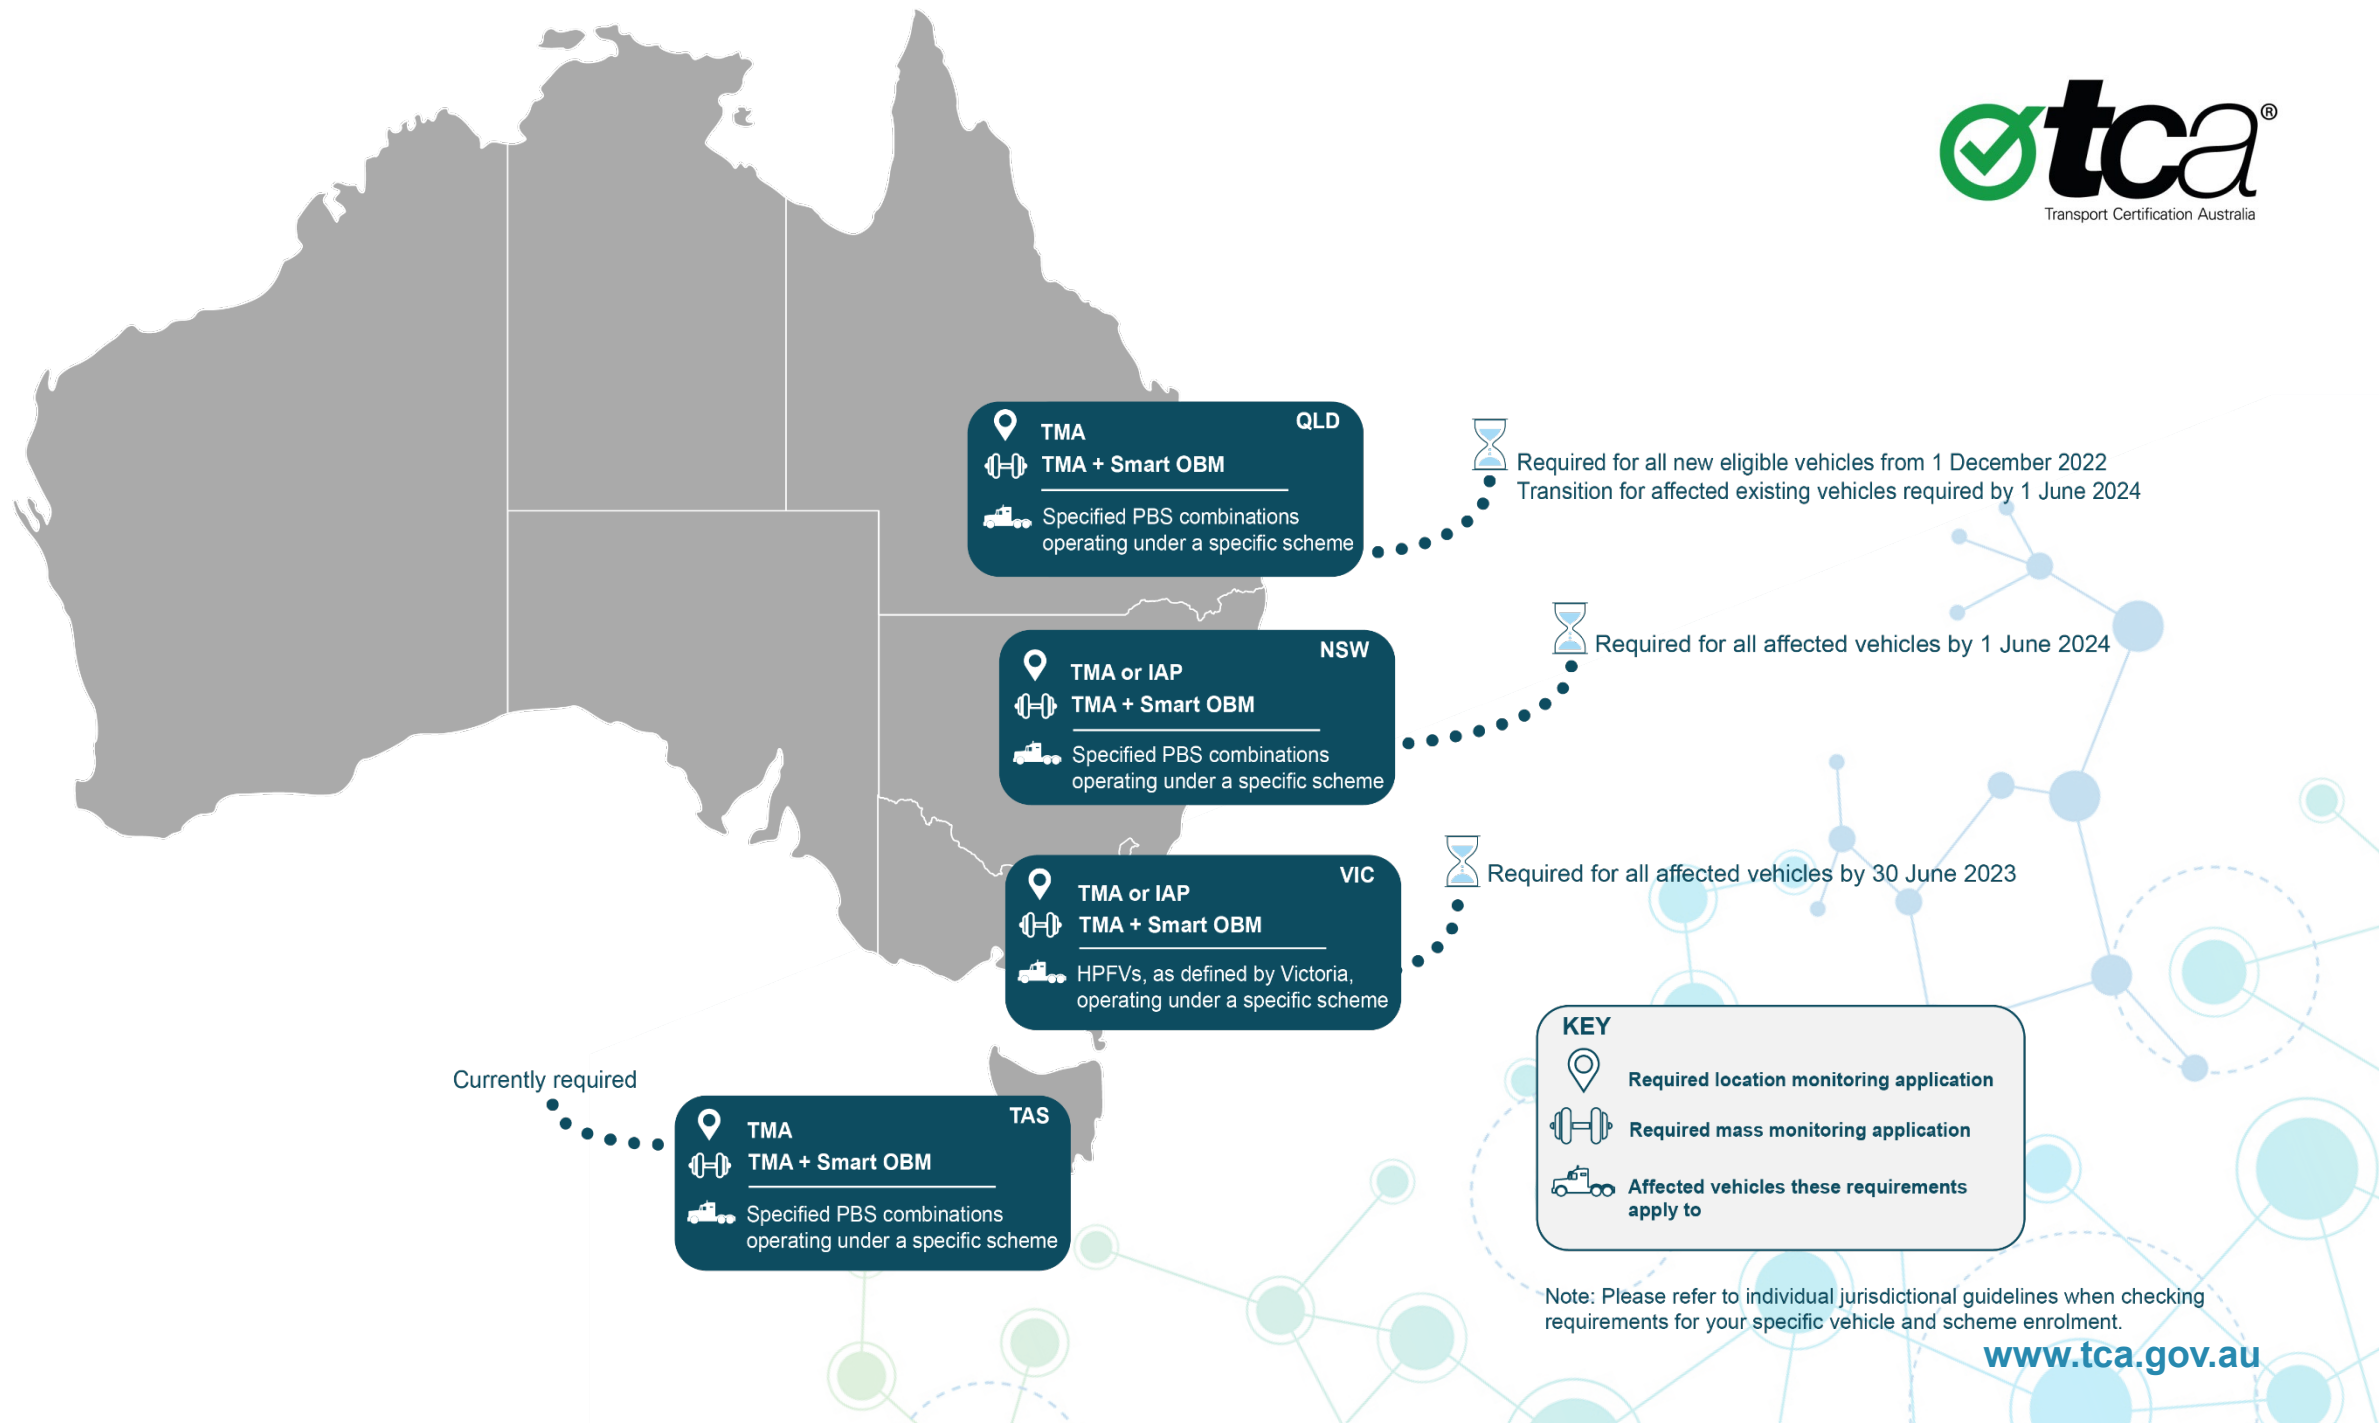 tca®
Transport Certification Australia
QLD
TMA
TMA + Smart OBM
Specified PBS combinations
operating under a specific scheme
Required for all new eligible vehicles from 1 December 2022
Transition for affected existing vehicles required by 1 June 2024
NSW
TMA or IAP
TMA + Smart OBM
Specified PBS combinations
operating under a specific scheme
Required for all affected vehicles by 1 June 2024
VIC
TMA or IAP
TMA + Smart OBM
HPFVs, as defined by Victoria,
operating under a specific scheme
Required for all affected vehicles by 30 June 2023
Currently required
TAS
TMA
TMA + Smart OBM
Specified PBS combinations
operating under a specific scheme
KEY
Required location monitoring application
Required mass monitoring application
Affected vehicles these requirements
apply to
Note: Please refer to individual jurisdictional guidelines when checking
requirements for your specific vehicle and scheme enrolment.
www.tca.gov.au